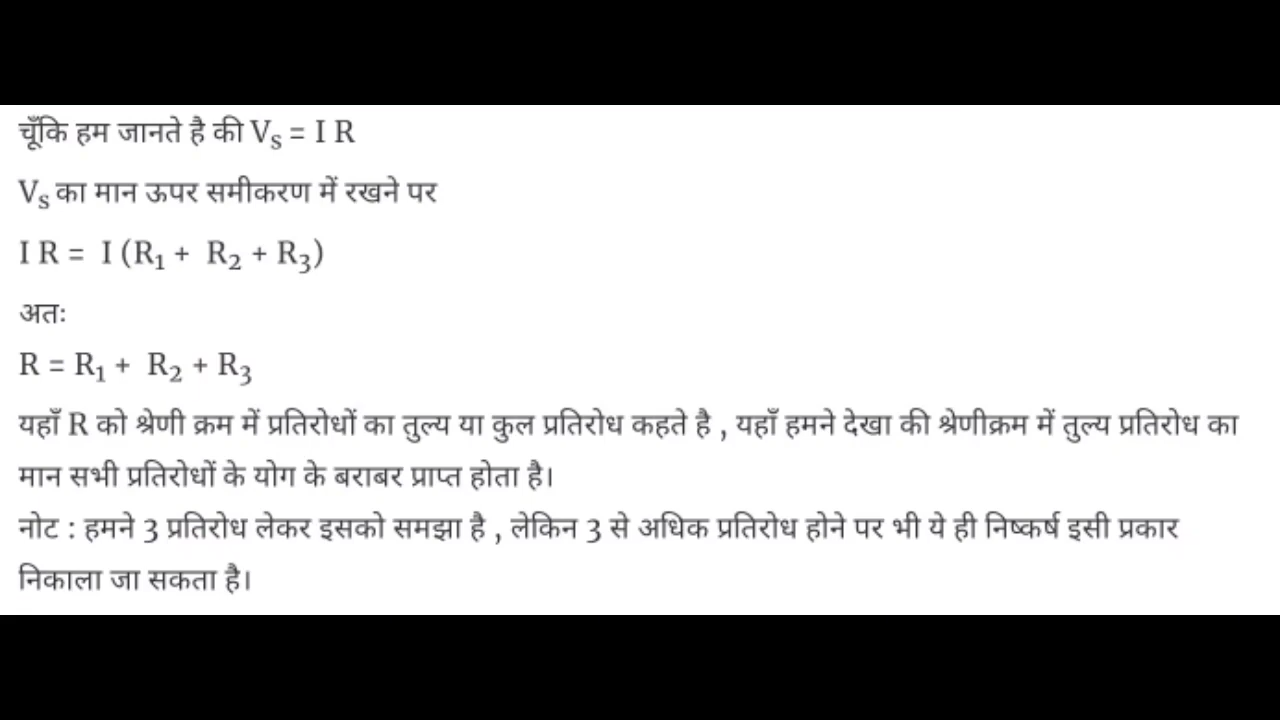 चूँकि हम जानते है की Vₛ = I R
Vₛ का मान ऊपर समीकरण में रखने पर
I R = I (R₁ + R₂ + R₃)
अतः
R = R₁ + R₂ + R₃
यहाँ R को श्रेणी क्रम में प्रतिरोधों का तुल्य या कुल प्रतिरोध कहते है , यहाँ हमने देखा की श्रेणीक्रम में तुल्य प्रतिरोध का
मान सभी प्रतिरोधों के योग के बराबर प्राप्त होता है।
नोट : हमने 3 प्रतिरोध लेकर इसको समझा है , लेकिन 3 से अधिक प्रतिरोध होने पर भी ये ही निष्कर्ष इसी प्रकार
निकाला जा सकता है।